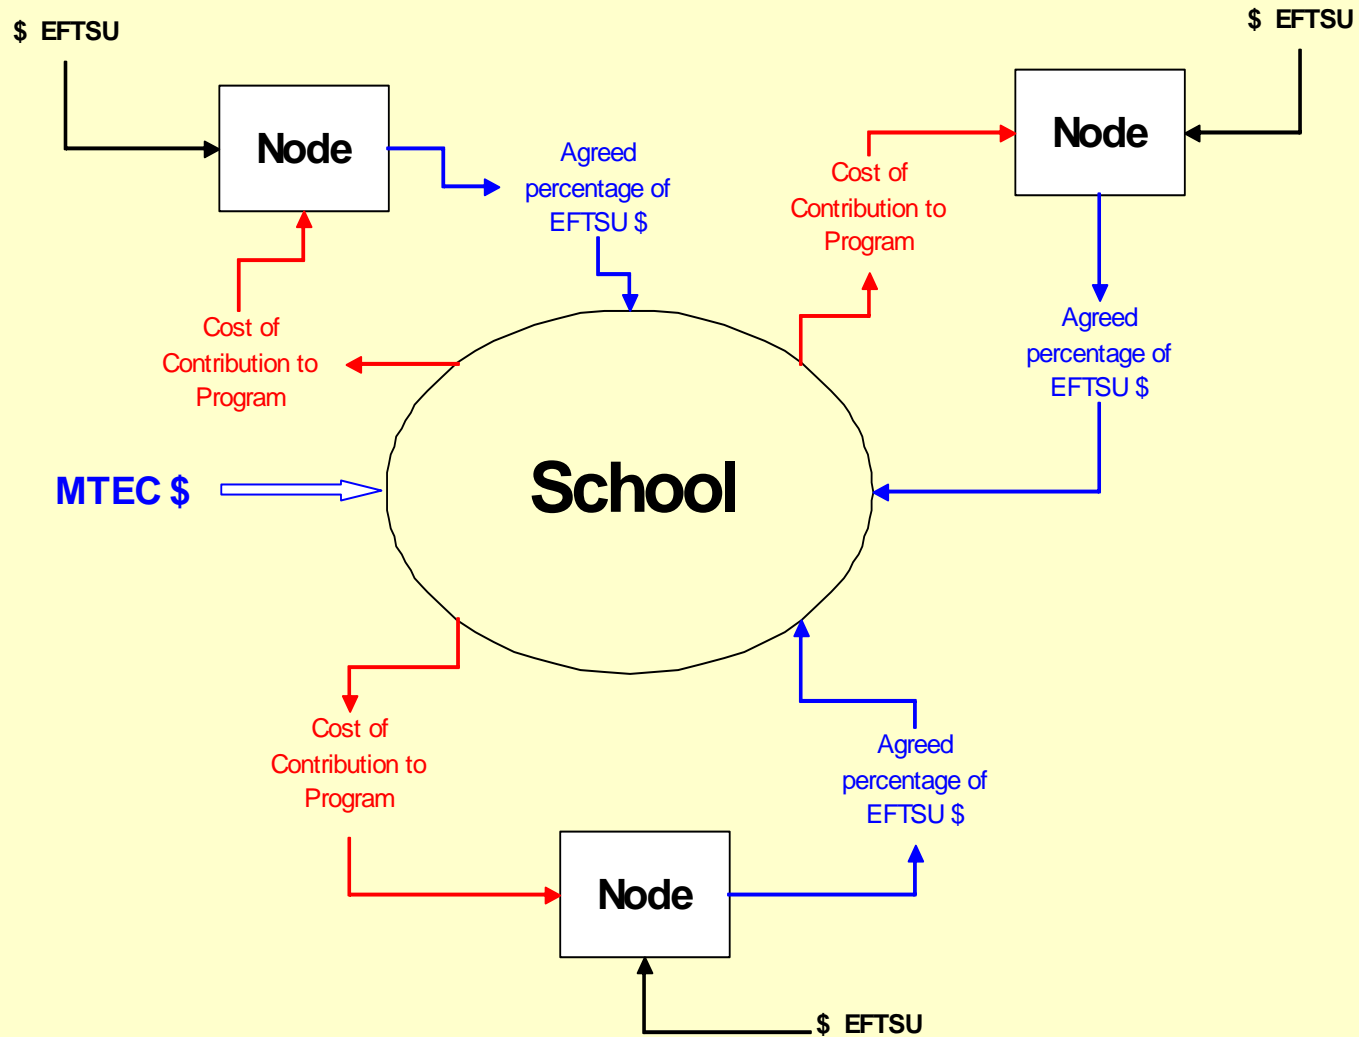 $ EFTSU
$ EFTSU
Node
Node
Agreed
percentage of
EFTSU $
Cost of
Contribution to
Program
Cost of
Contribution to
Program
Agreed
percentage of
EFTSU $
MTEC $
School
Cost of
Contribution to
Program
Agreed
percentage of
EFTSU $
Node
$ EFTSU